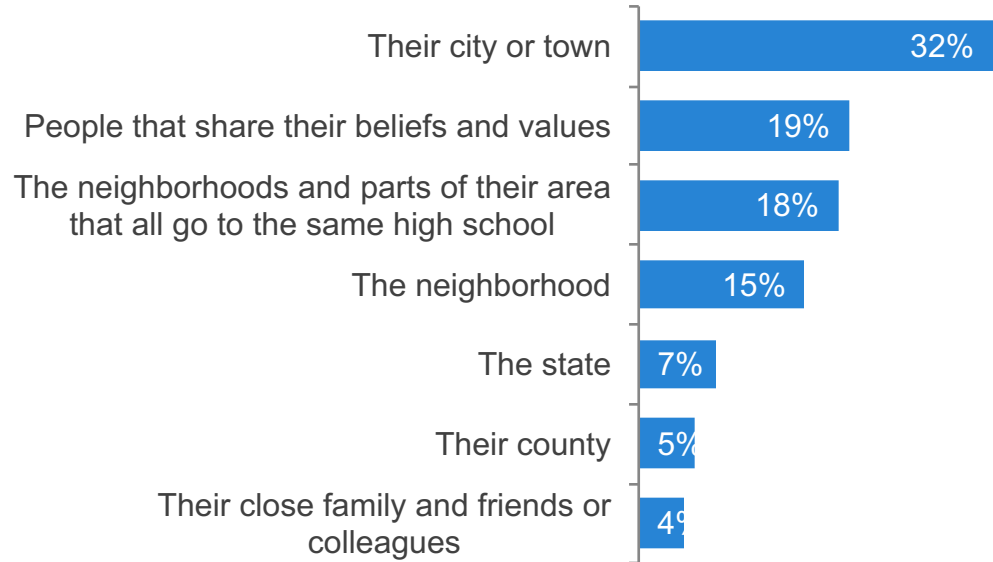 Their city or town
32%
People that share their beliefs and values
19%
The neighborhoods and parts of their area
that all go to the same high school
18%
The neighborhood
15%
The state
7%
Their county
5%
Their close family and friends or
colleagues
4%